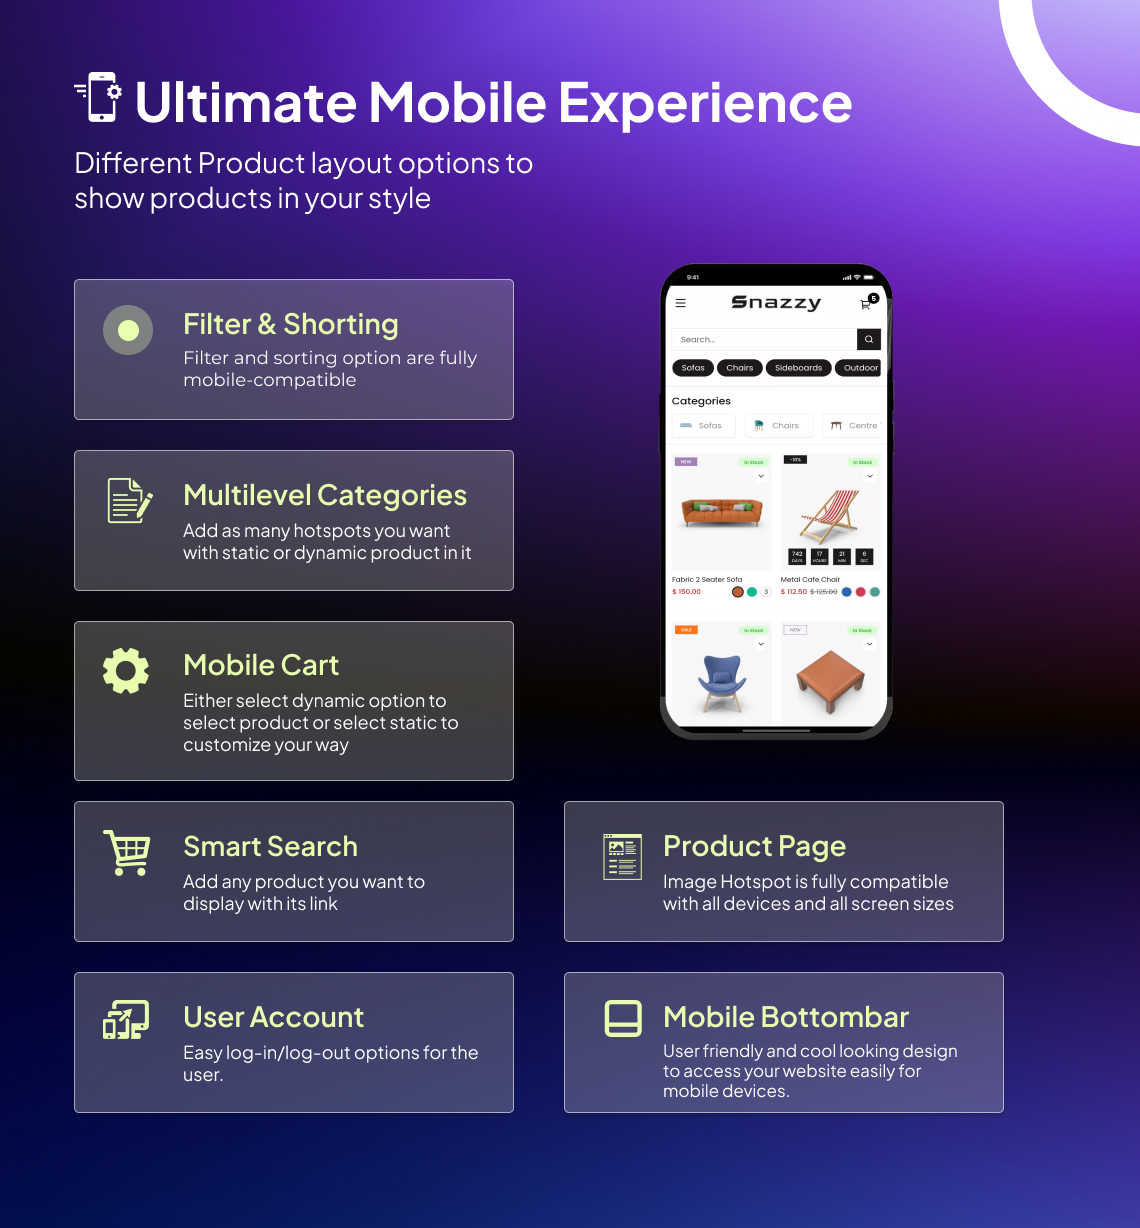 Ultimate Mobile Experience
Different Product layout options to
show products in your style
Filter & Shorting
Filter and sorting option are fully
mobile-compatible
Multilevel Categories
Add as many hotspots you want
with static or dynamic product in it
Mobile Cart
Either select dynamic option to
select product or select static to
customize your way
9:41
Snazzy
5
Search...
Sofas Chairs Sideboards Outdoor
Categories
Sofas Chairs Centre
NEW In Stock -10% In Stock
742 17 21 6
DAYS HOURS MIN SEC
Fabric 2 Seater Sofa Metal Cafe Chair
$ 150.00 3 $ 112.50 $ 125.00
SALE In Stock NEW In Stock
Smart Search
Add any product you want to
display with its link
Product Page
Image Hotspot is fully compatible
with all devices and all screen sizes
User Account
Easy log-in/log-out options for the
user.
Mobile Bottombar
User friendly and cool looking design
to access your website easily for
mobile devices.